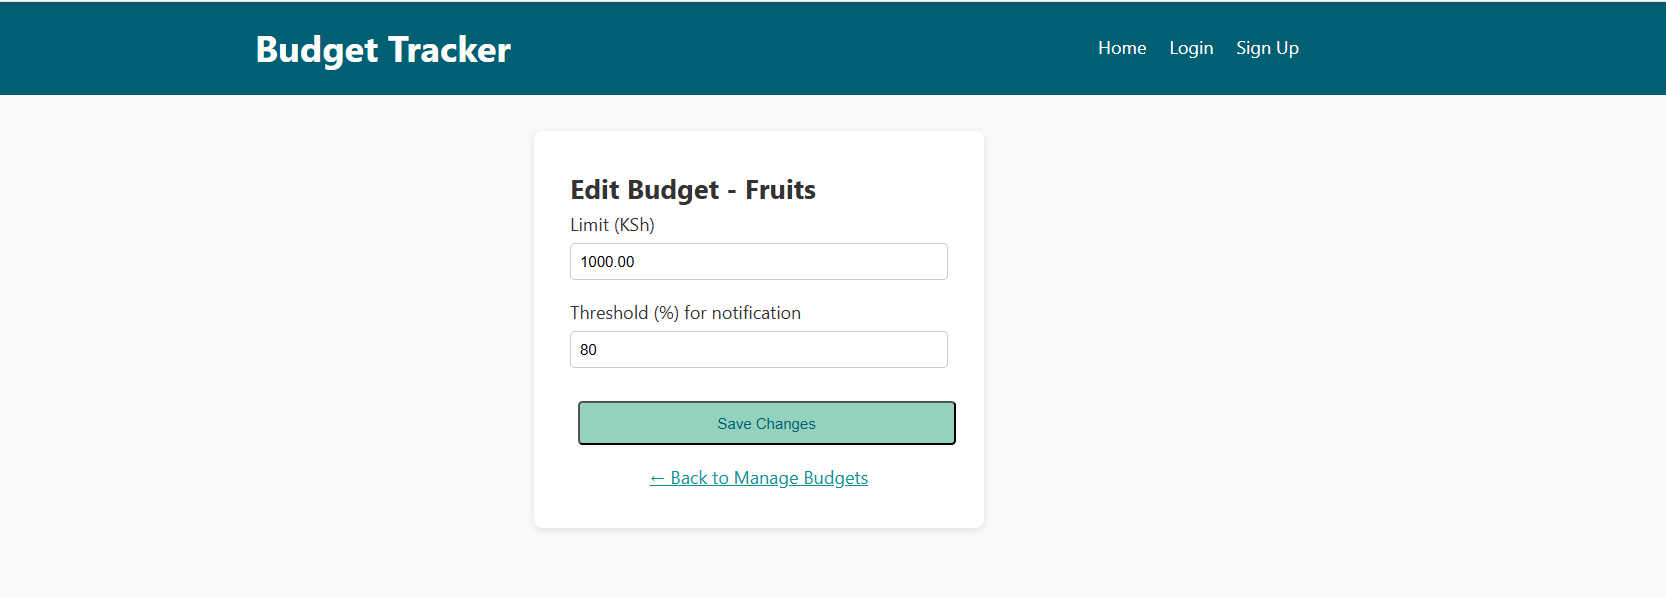 Budget Tracker
Home Login Sign Up
Edit Budget - Fruits
Limit (KSh)
1000.00
Threshold (%) for notification
80
Save Changes
← Back to Manage Budgets